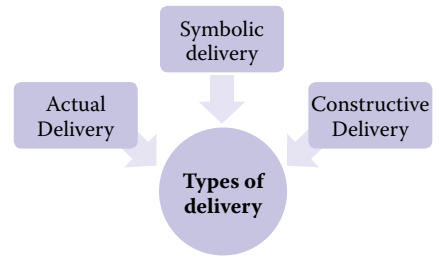 Symbolic
delivery
Actual
Delivery
Constructive
Delivery
Types of
delivery